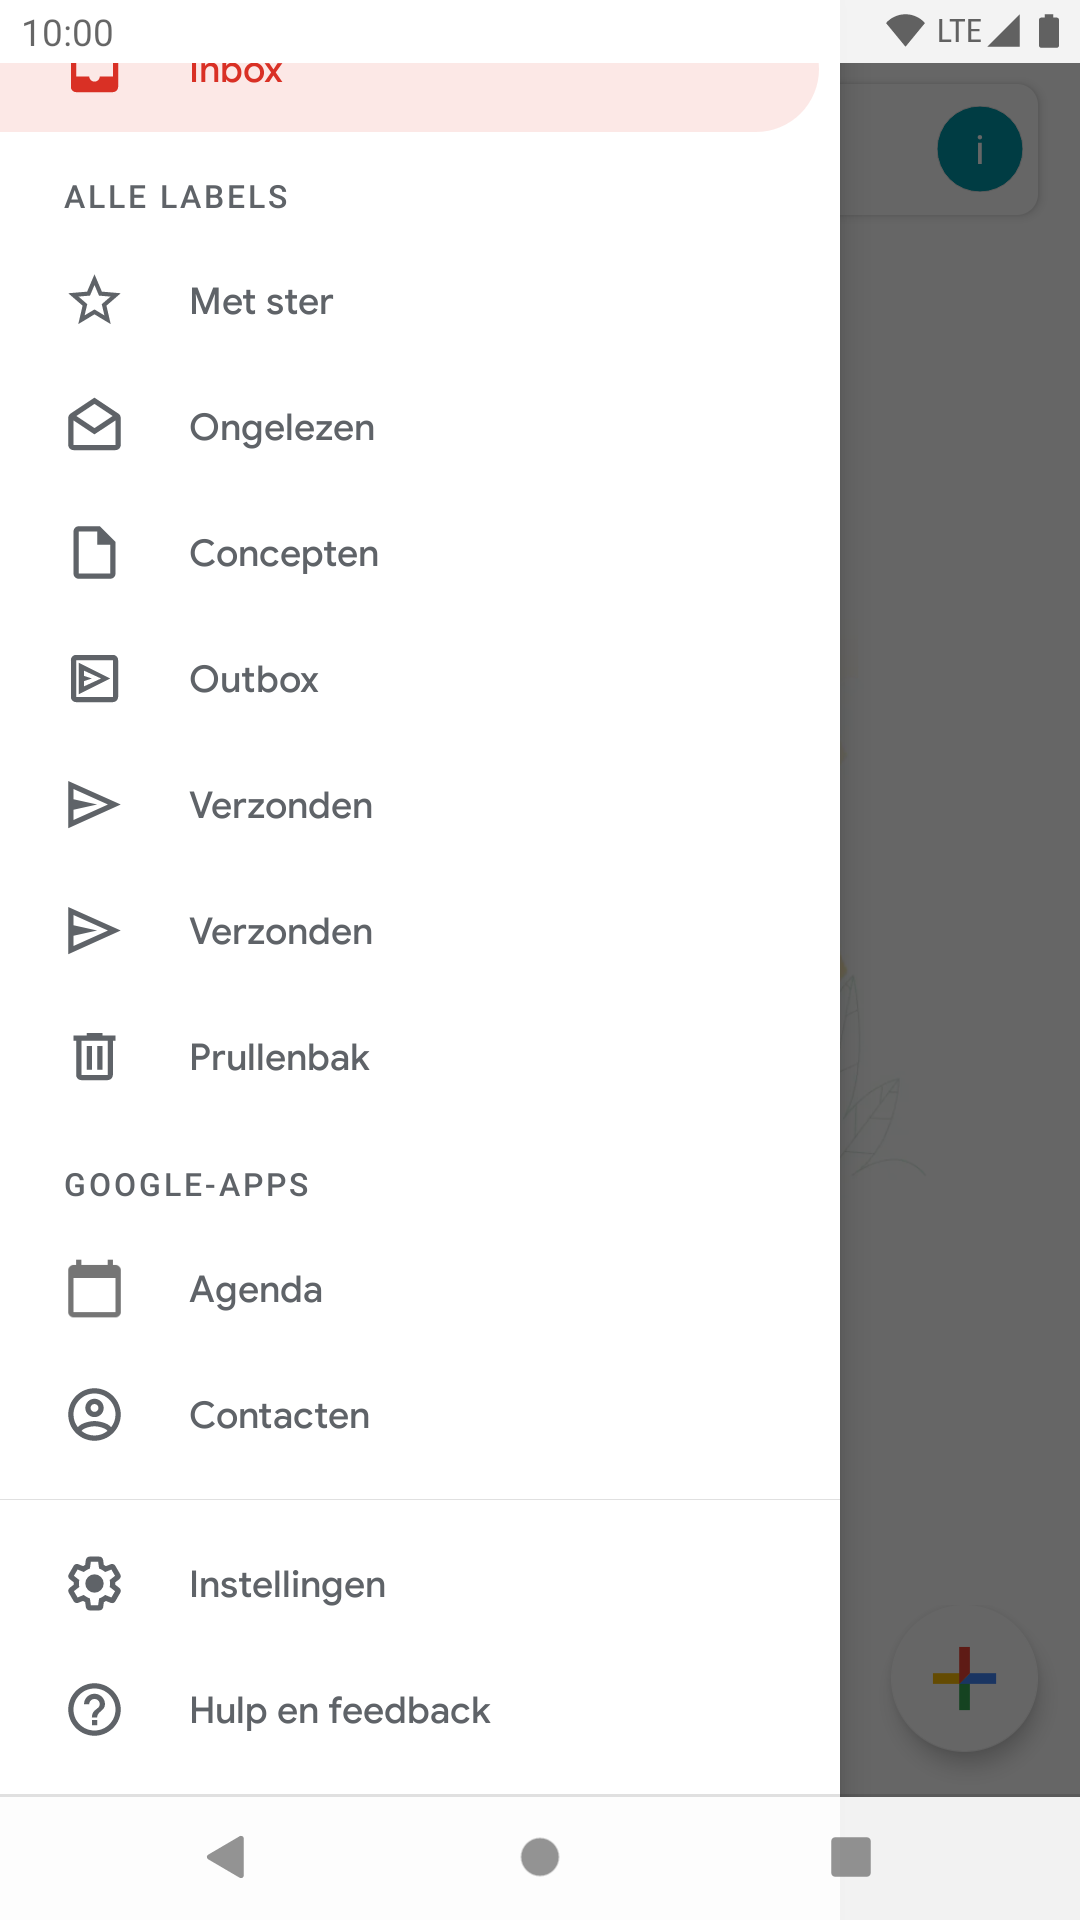 10:00
LTE
Inbox
i
ALLE LABELS
Met ster
Ongelezen
Concepten
Outbox
Verzonden
Verzonden
Prullenbak
GOOGLE-APPS
Agenda
Contacten
Instellingen
Hulp en feedback